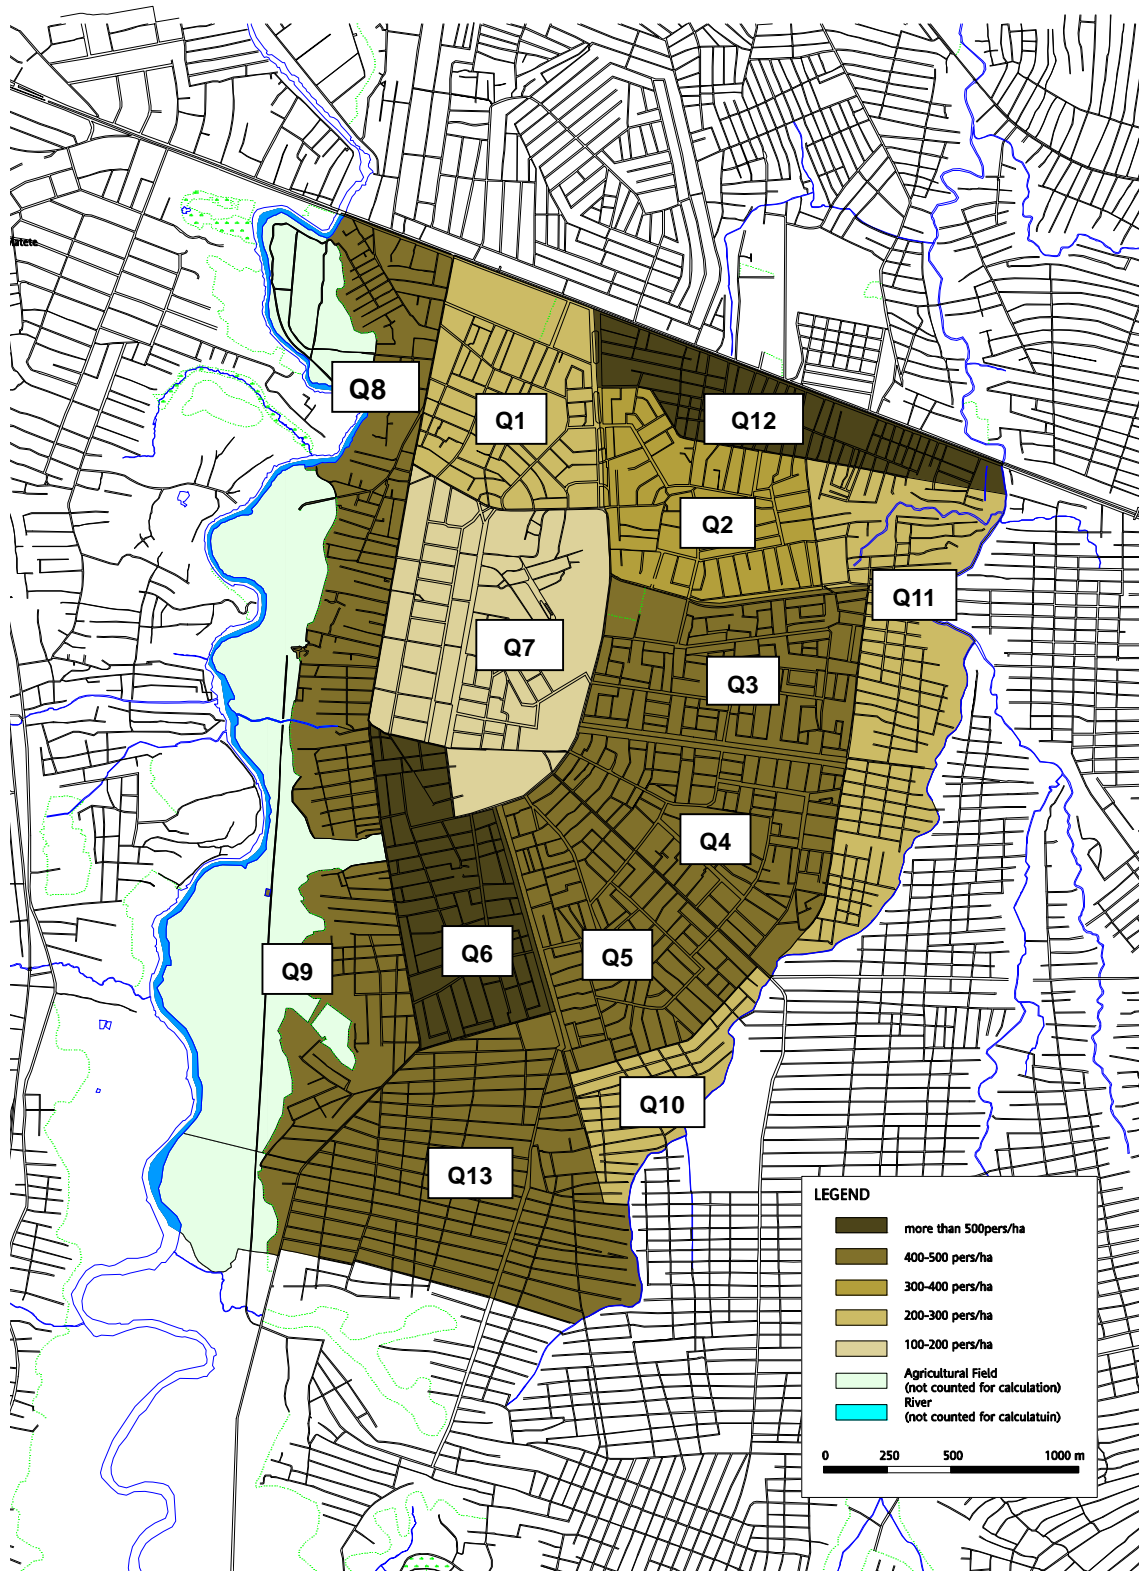 Q8
Q1
Q12
Q2
Q11
Q7
Q3
Q4
Q6
Q5
Q9
Q10
Q13
LEGEND
more than 500pers/ha
400-500 pers/ha
300-400 pers/ha
200-300 pers/ha
100-200 pers/ha
Agricultural Field
(not counted for calculation)
River
(not counted for calculatuin)
0 250 500 1000 m